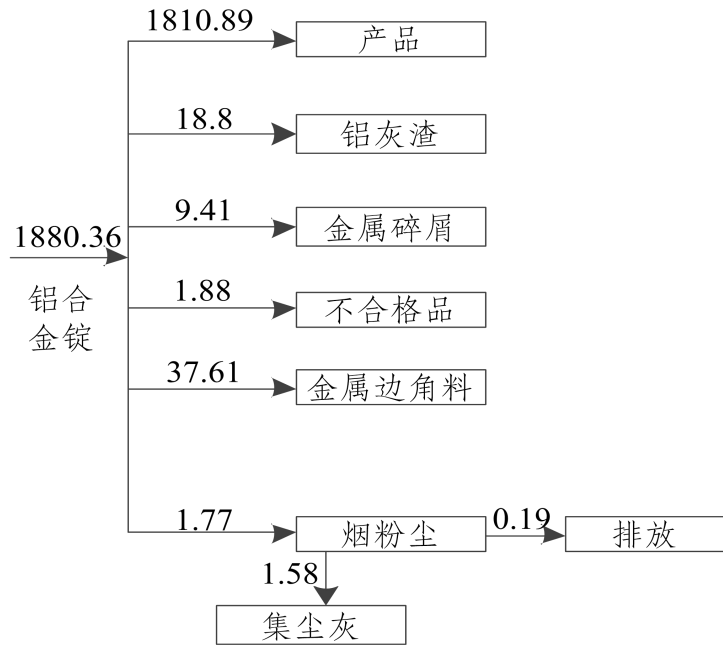 1810.89
产品
18.8
铝灰渣
9.41
金属碎屑
1880.36
铝合
金锭
1.88
不合格品
37.61
金属边角料
1.77
烟粉尘
0.19
排放
1.58
集尘灰